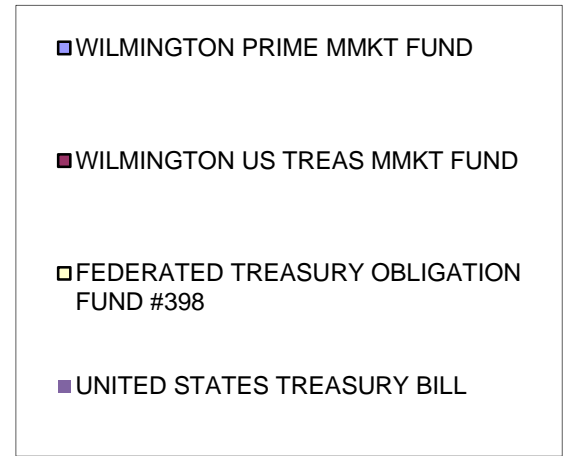 WILMINGTON PRIME MMKT FUND
WILMINGTON US TREAS MMKT FUND
FEDERATED TREASURY OBLIGATION
FUND #398
UNITED STATES TREASURY BILL